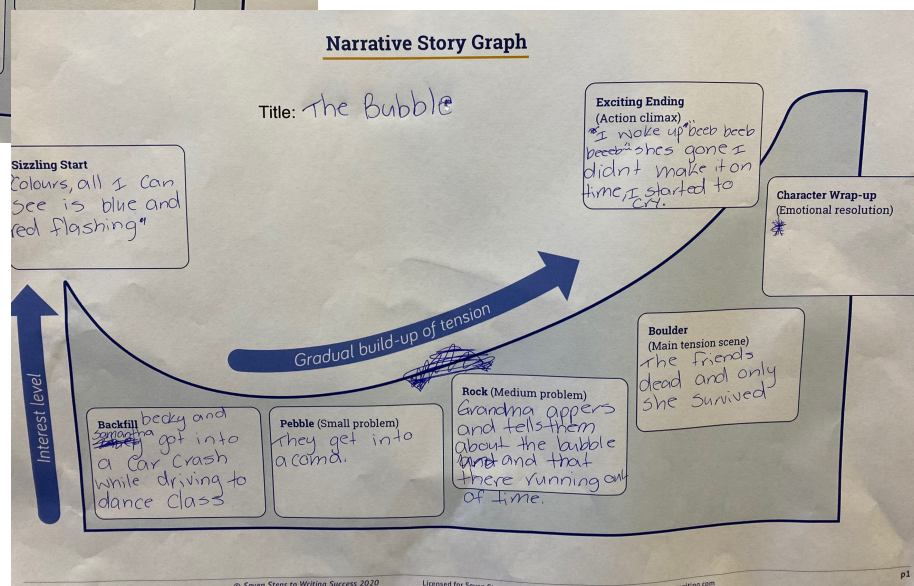 Narrative Story Graph
Title: The Bubble
Sizzling Start
Colours, all I can
see is blue and
red flashing"
Interest level
Gradual build-up of tension
Backfill becky and
Samantha got into
a car crash
while driving to
dance class
Pebble (Small problem)
They get into
a coma.
Rock (Medium problem)
Grandma appers
and tells them
about the bubble
and that
there running out
of time.
Boulder
(Main tension scene)
The friends
dead and only
she survived
Exciting Ending
(Action climax)
"I woke up" beeb beeb
beeeb" shes gone I
didnt make it on
time, I started to
cry.
Character Wrap-up
(Emotional resolution)
© Seven Steps to Writing Success 2020
Licensed for
p1